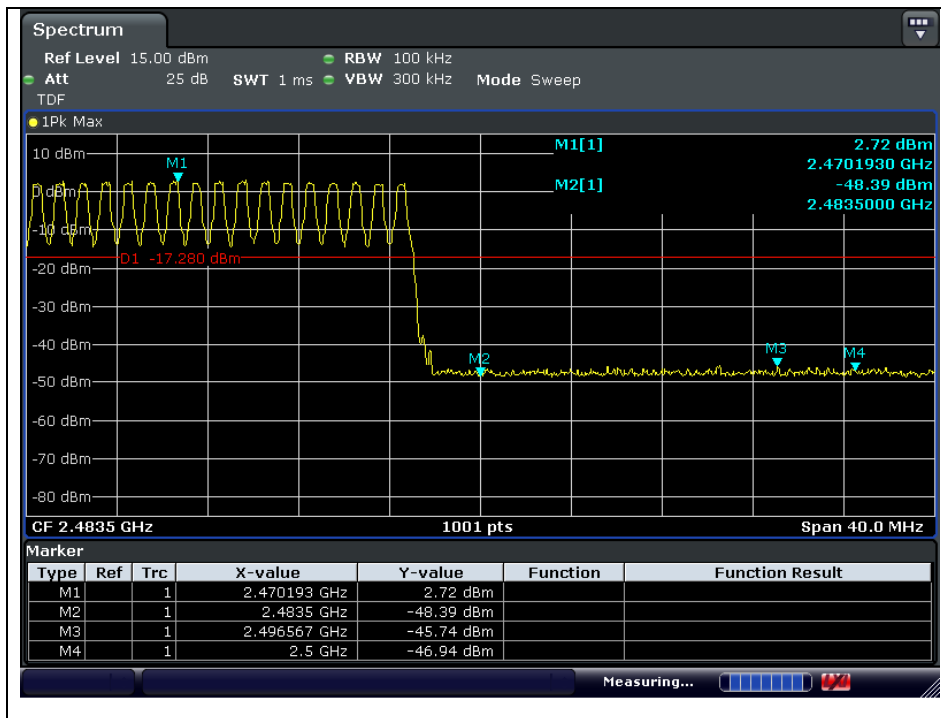 Spectrum
Ref Level 15.00 dBm RBW 100 kHz
Att 25 dB SWT 1 ms VBW 300 kHz Mode Sweep
TDF
1Pk Max
M1[1] 2.72 dBm
2.4701930 GHz
M2[1] -48.39 dBm
2.4835000 GHz
10 dBm
M1
0 dBm
-10 dBm
D1 -17.280 dBm
-20 dBm
-30 dBm
-40 dBm
M2 M3 M4
-50 dBm
-60 dBm
-70 dBm
-80 dBm
CF 2.4835 GHz 1001 pts Span 40.0 MHz
Marker
Type Ref Trc X-value Y-value Function Function Result
M1 1 2.470193 GHz 2.72 dBm
M2 1 2.4835 GHz -48.39 dBm
M3 1 2.496567 GHz -45.74 dBm
M4 1 2.5 GHz -46.94 dBm
Measuring...